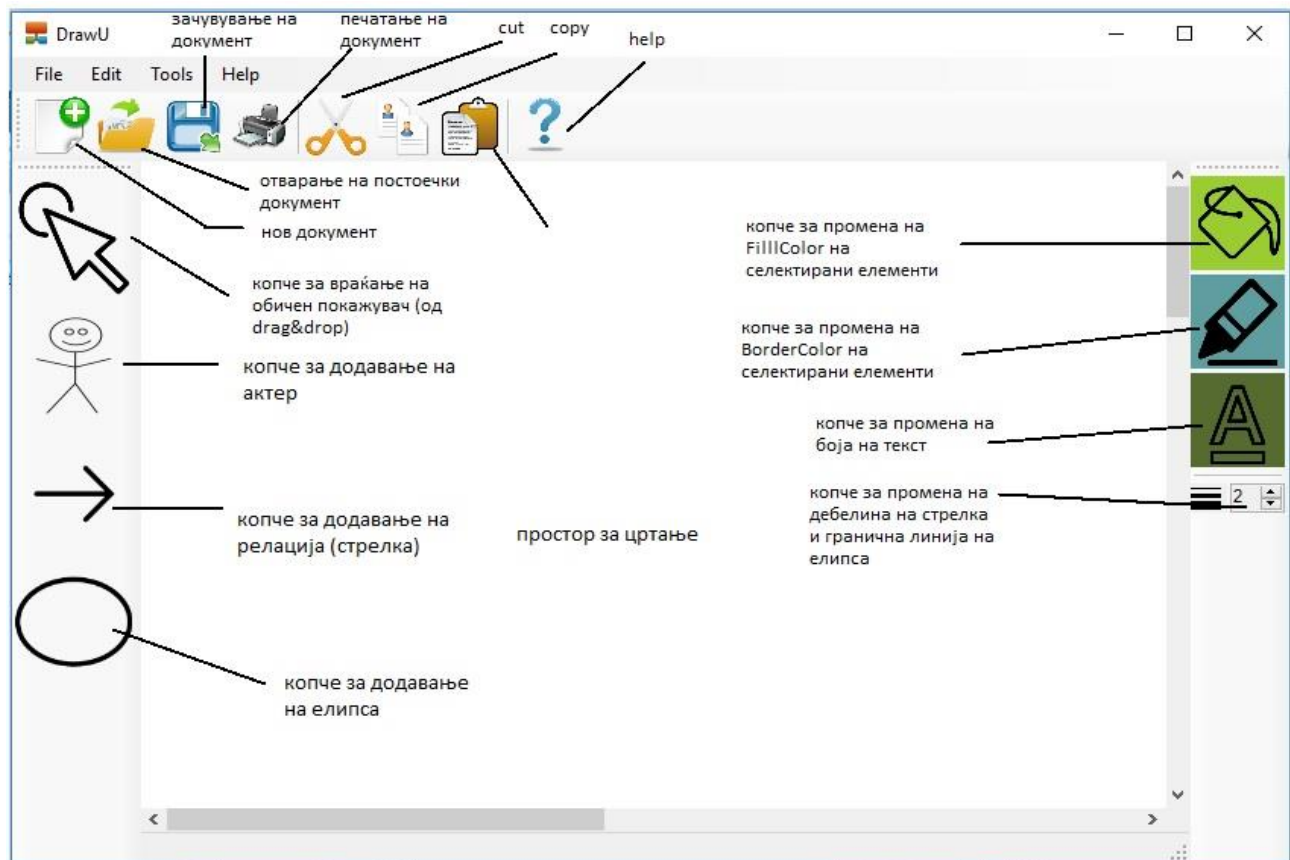 DrawU
зачувување на
документ
печатање на
документ
cut
copy
help
File Edit Tools Help
отварање на постоечки
документ
нов документ
копче за враќање на
обичен покажувач (од
drag&drop)
копче за додавање на
актер
копче за додавање на
релација (стрелка)
простор за цртање
копче за додавање
на елипса
копче за промена на
FilllColor на
селектирани елементи
копче за промена на
BorderColor на
селектирани елементи
копче за промена на
боја на текст
копче за промена на
дебелина на стрелка
и гранична линија на
елипса
A
2